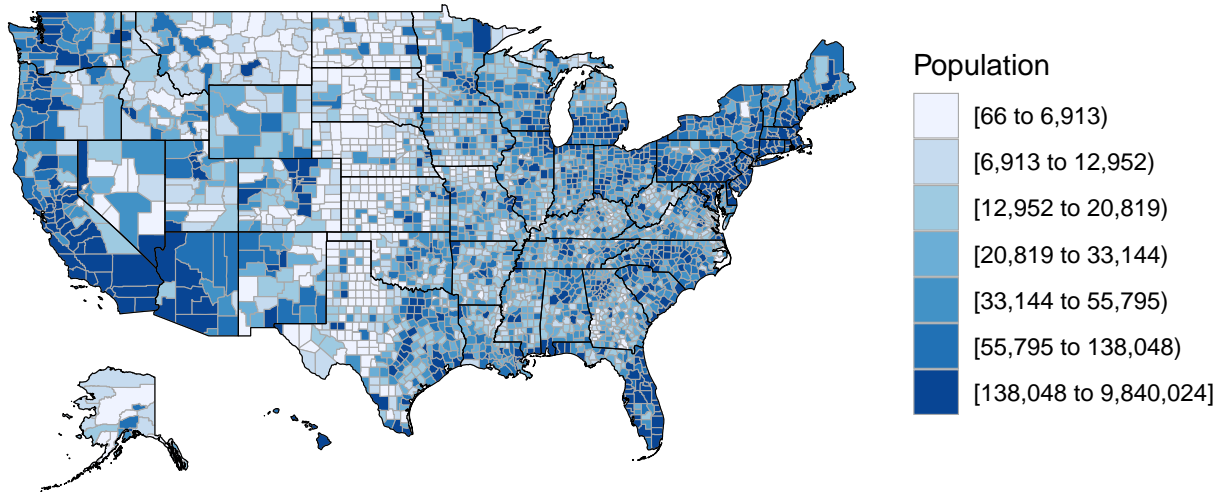 Population
[66 to 6,913)
[6,913 to 12,952)
[12,952 to 20,819)
[20,819 to 33,144)
[33,144 to 55,795)
[55,795 to 138,048)
[138,048 to 9,840,024]